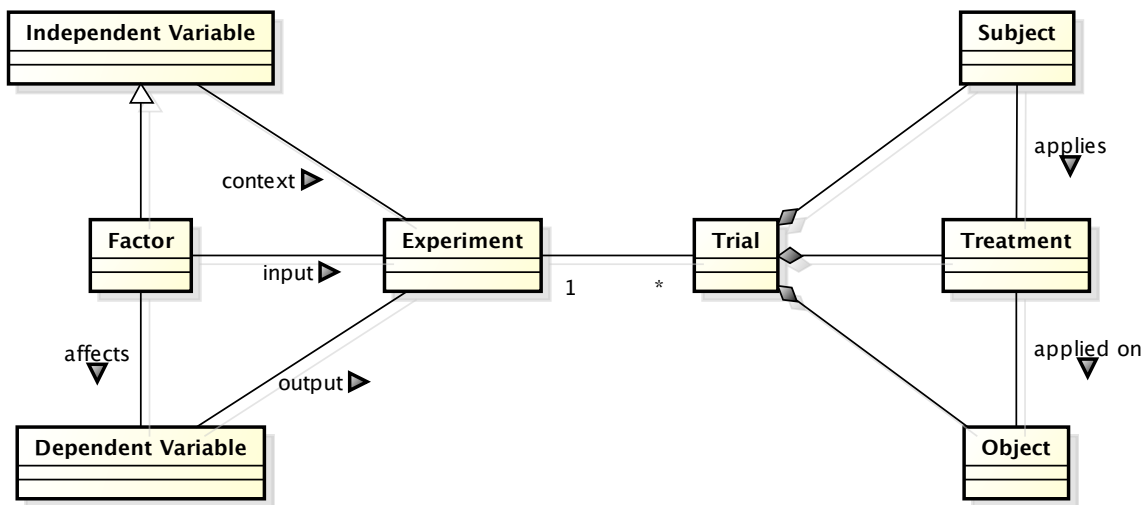 Independent Variable
Subject
applies
context
Factor
Experiment
Trial
Treatment
input
1
*
affects
applied on
output
Dependent Variable
Object